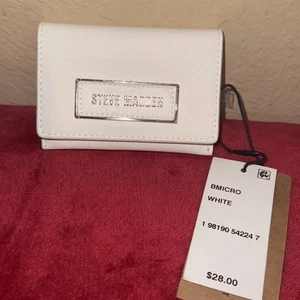 STEVE MADDEN
BMICRO
WHITE
1 98190 54224 7
$28.00